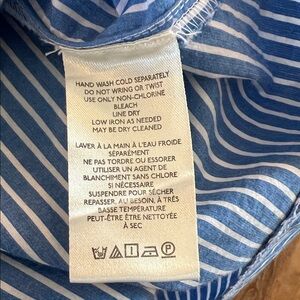 HAND WASH COLD SEPARATELY
DO NOT WRING OR TWIST
USE ONLY NON-CHLORINE
BLEACH
LINE DRY
LOW IRON AS NEEDED
MAY BE DRY CLEANED
LAVER À LA MAIN À L'EAU FROIDE
SÉPARÉMENT
NE PAS TORDRE OU ESSORER
UTILISER UN AGENT DE
BLANCHIMENT SANS CHLORE
SI NÉCESSAIRE
SUSPENDRE POUR SÉCHER
REPASSER, AU BESOIN, À TRÈS
BASSE TEMPÉRATURE
PEUT-ÊTRE ÊTRE NETTOYÉE
À SEC
P